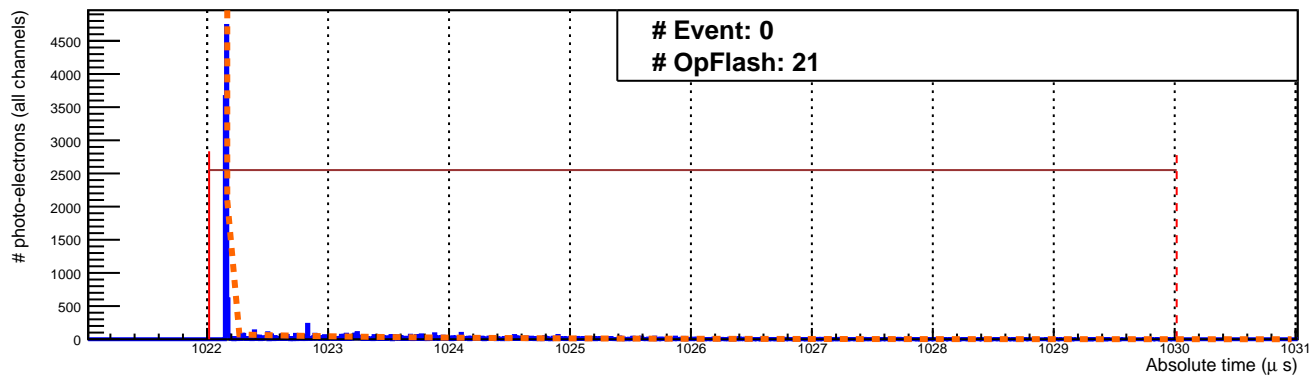 # Event: 0
# OpFlash: 21
# photo-electrons (all channels)
4500
4000
3500
3000
2500
2000
1500
1000
500
0
1022 1023 1024 1025 1026 1027 1028 1029 1030 1031
Absolute time (μ s)